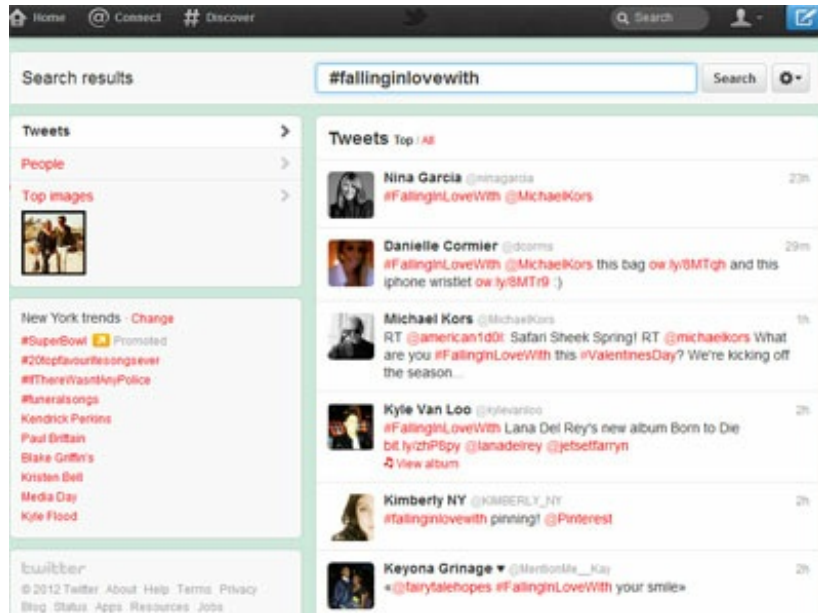 Home @ Connect # Discover
Search
Search results
#fallinginlovewith
Search
Tweets
People
Top images
New York trends · Change
#SuperBowl Promoted
#20topfavouritesongsever
#IfThereWasntAnyPolice
#funeralsongs
Kendrick Perkins
Paul Brittain
Blake Griffin's
Kristen Bell
Media Day
Kyle Flood
twitter
© 2012 Twitter About Help Terms Privacy
Blog Status Apps Resources Jobs
Tweets Top / All
Nina Garcia @ninagarcia 23h
#FallingInLoveWith @MichaelKors
Danielle Cormier @dcorms 29m
#FallingInLoveWith @MichaelKors this bag ow.ly/8MTqh and this
iphone wristlet ow.ly/8MTr9 :)
Michael Kors @MichaelKors 1h
RT @american1d0l: Safari Sheek Spring! RT @michaelkors What
are you #FallingInLoveWith this #ValentinesDay? We're kicking off
the season...
Kyle Van Loo @kylevanloo 2h
#FallingInLoveWith Lana Del Rey's new album Born to Die
bit.ly/zhP8py @lanadelrey @jetsetfarryn
View album
Kimberly NY @KIMBERLY_NY 2h
#fallinginlovewith pinning! @Pinterest
Keyona Grinage ♥ @MentionMe__Kay 2h
«@fairytalehopes #FallingInLoveWith your smile»